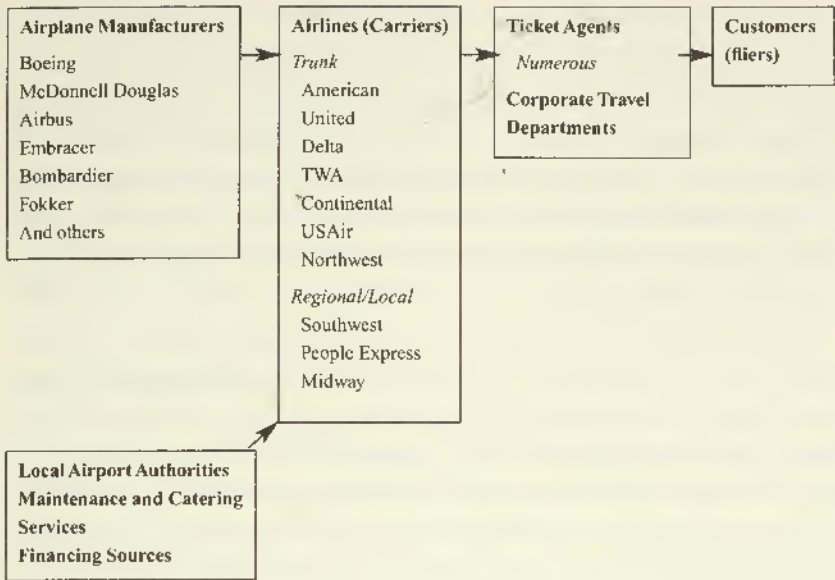 Airplane Manufacturers
Boeing
McDonnell Douglas
Airbus
Embracer
Bombardier
Fokker
And others
Airlines (Carriers)
Trunk
American
United
Delta
TWA
Continental
USAir
Northwest
Regional/Local
Southwest
People Express
Midway
Ticket Agents
Numerous
Corporate Travel
Departments
Customers
(fliers)
Local Airport Authorities
Maintenance and Catering
Services
Financing Sources